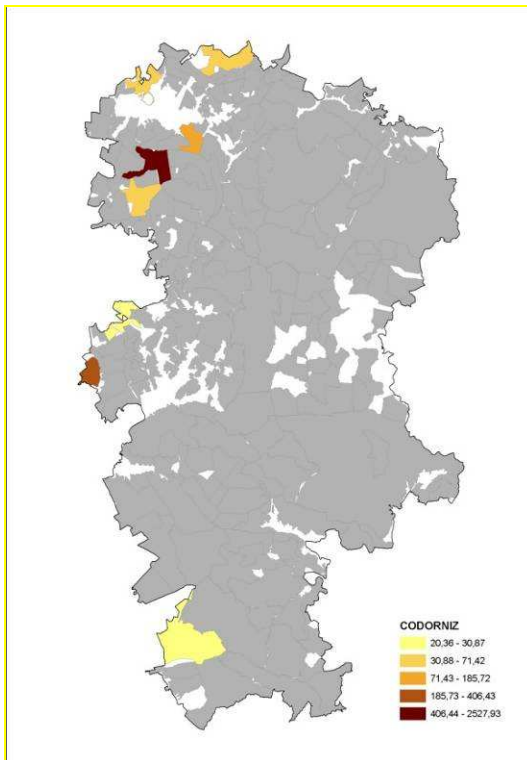 CODORNIZ
20,36 - 30,87
30,88 - 71,42
71,43 - 185,72
185,73 - 406,43
406,44 - 2527,93